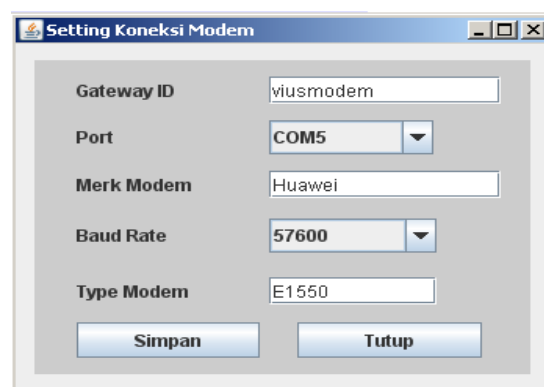 Setting Koneksi Modem
Gateway ID viusmodem
Port COM5
Merk Modem Huawei
Baud Rate 57600
Type Modem E1550
Simpan Tutup